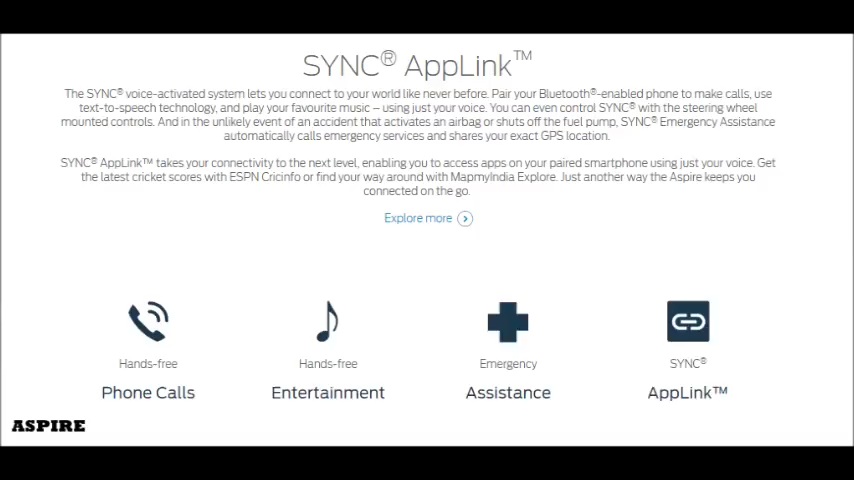 SYNC® AppLink™
The SYNC® voice-activated system lets you connect to your world like never before. Pair your Bluetooth®-enabled phone to make calls, use
text-to-speech technology, and play your favourite music – using just your voice. You can even control SYNC® with the steering wheel
mounted controls. And in the unlikely event of an accident that activates an airbag or shuts off the fuel pump, SYNC® Emergency Assistance
automatically calls emergency services and shares your exact GPS location.
SYNC® AppLink™ takes your connectivity to the next level, enabling you to access apps on your paired smartphone using just your voice. Get
the latest cricket scores with ESPN Cricinfo or find your way around with MapmyIndia Explore. Just another way the Aspire keeps you
connected on the go.
Explore more
Hands-free
Phone Calls
Hands-free
Entertainment
Emergency
Assistance
SYNC®
AppLink™
ASPIRE